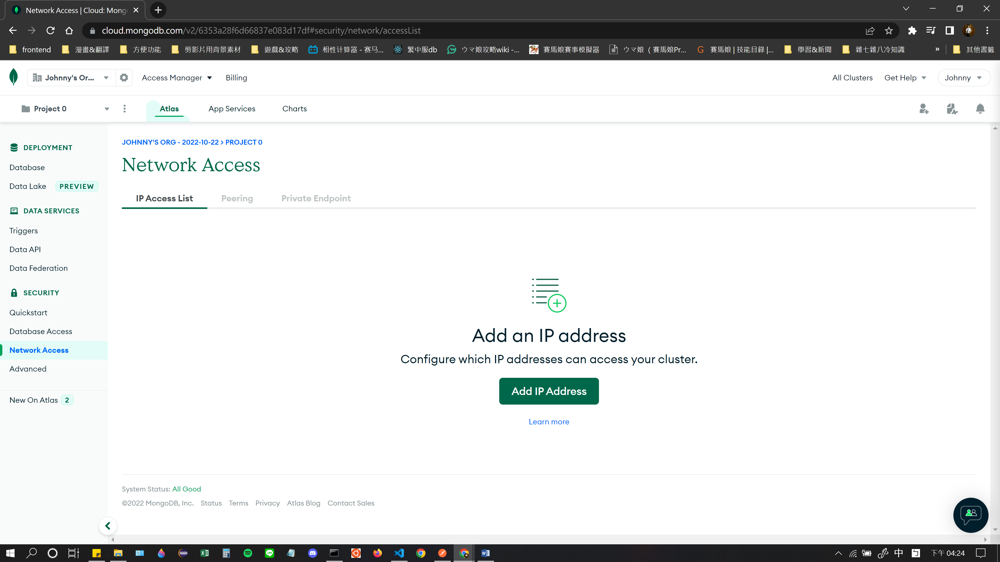 Network Access | Cloud: Mong
cloud.mongodb.com/v2/6353a28f6d66837e083d17df#security/network/accessList
frontend 漫畫&翻譯 方便功能 剪影片用背景素材 遊戲&攻略 相性计算器 - 赛马... 繁中服db ウマ娘攻略wiki -... 賽馬娘賽事模擬器 ウマ娘（賽馬娘Pr... 賽馬娘 | 技能目錄 |... 學習&新聞 雜七雜八冷知識 » 其他書籤
Johnny's Or... Access Manager Billing All Clusters Get Help Johnny
Project 0 Atlas App Services Charts
DEPLOYMENT
Database
Data Lake PREVIEW
DATA SERVICES
Triggers
Data API
Data Federation
SECURITY
Quickstart
Database Access
Network Access
Advanced
New On Atlas 2
JOHNNY'S ORG - 2022-10-22 > PROJECT 0
Network Access
IP Access List Peering Private Endpoint
Add an IP address
Configure which IP addresses can access your cluster.
Add IP Address
Learn more
System Status: All Good
©2022 MongoDB, Inc. Status Terms Privacy Atlas Blog Contact Sales
中 ㄅ 下午 04:24